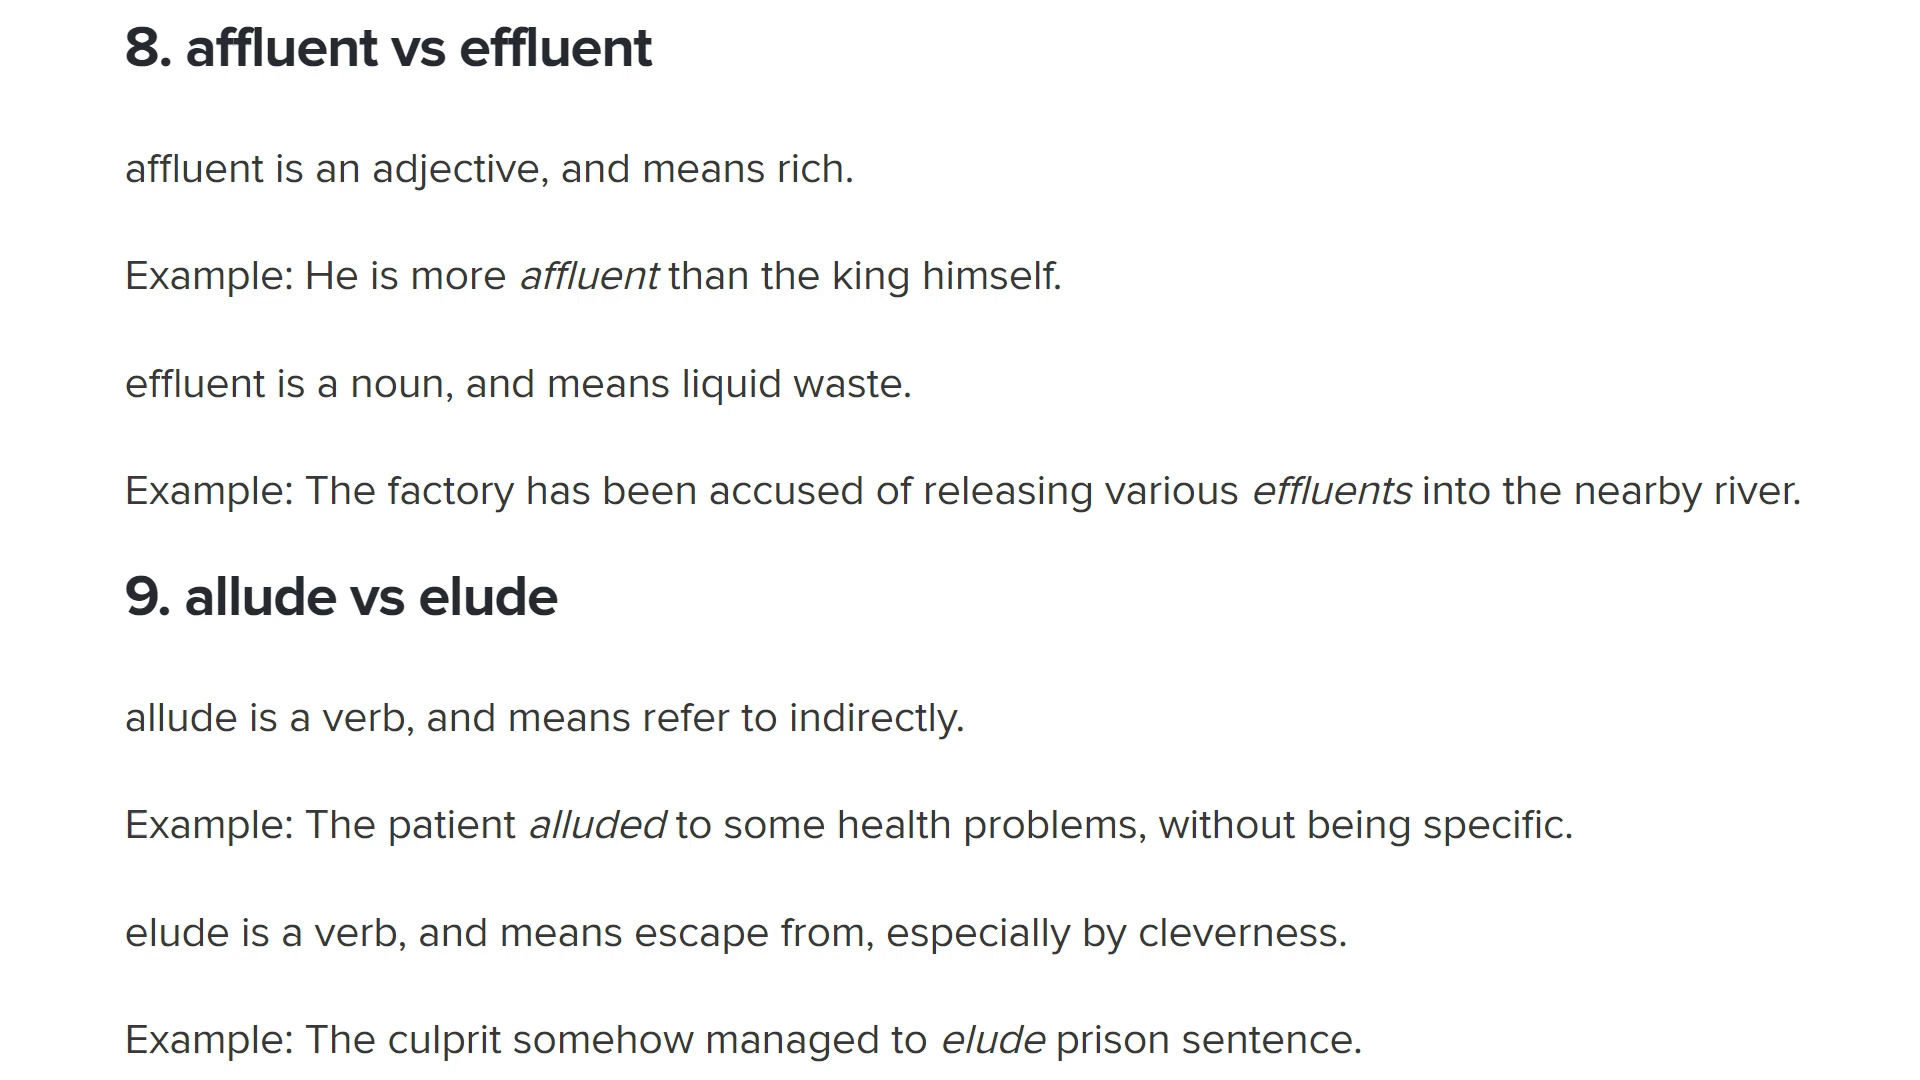 8. affluent vs effluent
affluent is an adjective, and means rich.
Example: He is more affluent than the king himself.
effluent is a noun, and means liquid waste.
Example: The factory has been accused of releasing various effluents into the nearby river.
9. allude vs elude
allude is a verb, and means refer to indirectly.
Example: The patient alluded to some health problems, without being specific.
elude is a verb, and means escape from, especially by cleverness.
Example: The culprit somehow managed to elude prison sentence.